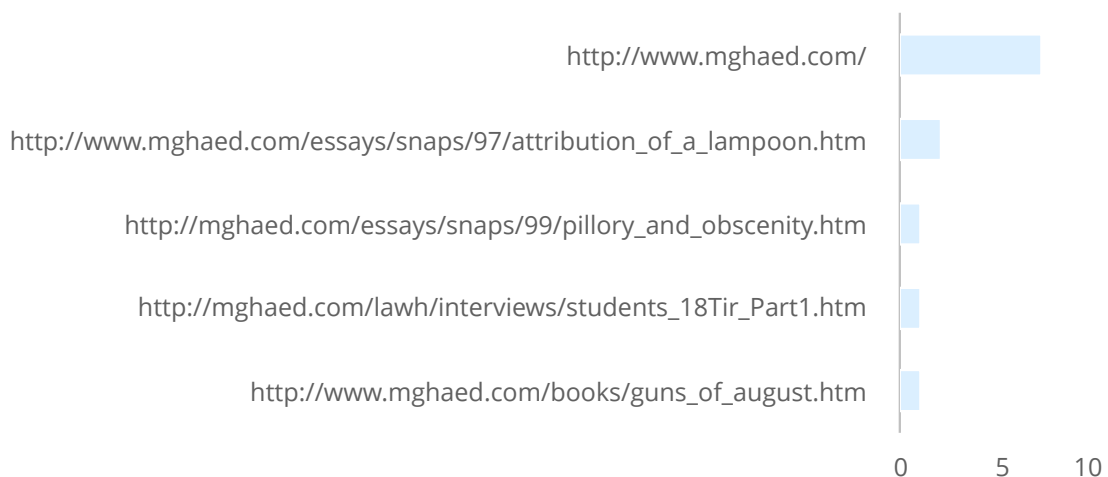 http://www.mghaed.com/
http://www.mghaed.com/essays/snaps/97/attribution_of_a_lampoon.htm
http://mghaed.com/essays/snaps/99/pillory_and_obscenity.htm
http://mghaed.com/lawh/interviews/students_18Tir_Part1.htm
http://www.mghaed.com/books/guns_of_august.htm
0 5 10